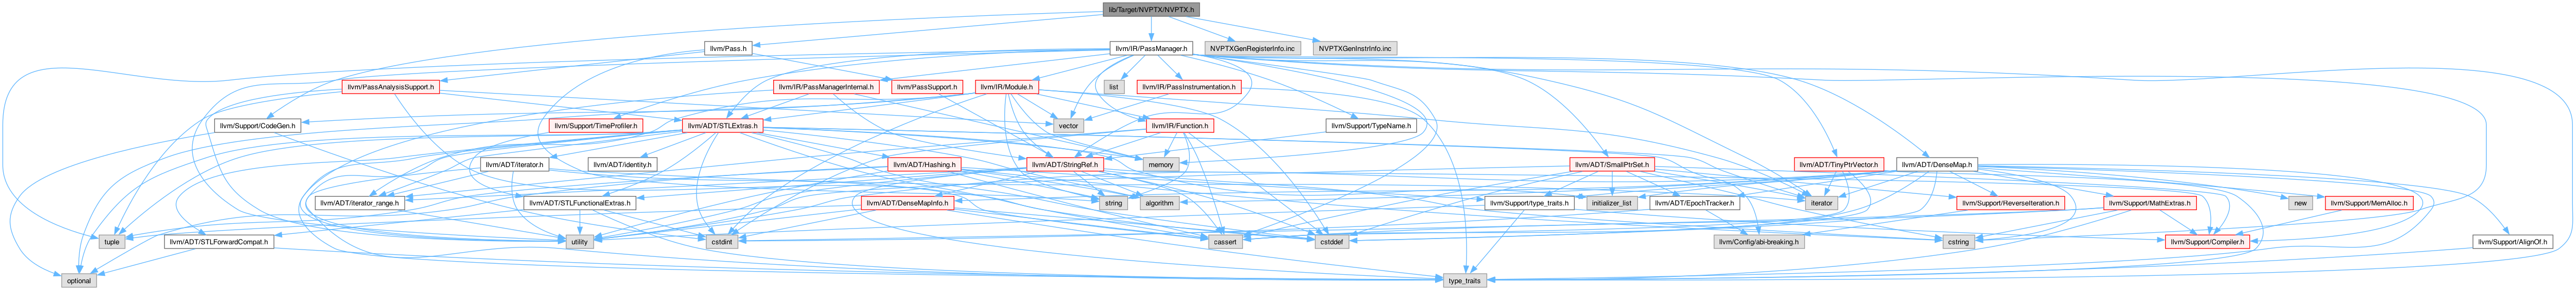 lib/Target/NVPTX/NVPTX.h
llvm/Pass.h
llvm/IR/PassManager.h
NVPTXGenRegisterInfo.inc
NVPTXGenInstrInfo.inc
llvm/PassAnalysisSupport.h
llvm/IR/PassManagerInternal.h
llvm/PassSupport.h
llvm/IR/Module.h
list
llvm/IR/PassInstrumentation.h
llvm/Support/CodeGen.h
llvm/Support/TimeProfiler.h
llvm/ADT/STLExtras.h
vector
llvm/IR/Function.h
llvm/Support/TypeName.h
llvm/ADT/iterator.h
llvm/ADT/identity.h
memory
llvm/ADT/Hashing.h
llvm/ADT/StringRef.h
llvm/ADT/SmallPtrSet.h
llvm/ADT/TinyPtrVector.h
llvm/ADT/DenseMap.h
llvm/ADT/iterator_range.h
llvm/ADT/STLFunctionalExtras.h
llvm/ADT/DenseMapInfo.h
string
algorithm
initializer_list
llvm/Support/type_traits.h
llvm/ADT/EpochTracker.h
iterator
llvm/Support/ReverseIteration.h
llvm/Support/MathExtras.h
new
llvm/Support/MemAlloc.h
tuple
llvm/ADT/STLForwardCompat.h
utility
cstdint
cassert
cstddef
llvm/Config/abi-breaking.h
cstring
llvm/Support/Compiler.h
llvm/Support/AlignOf.h
optional
type_traits